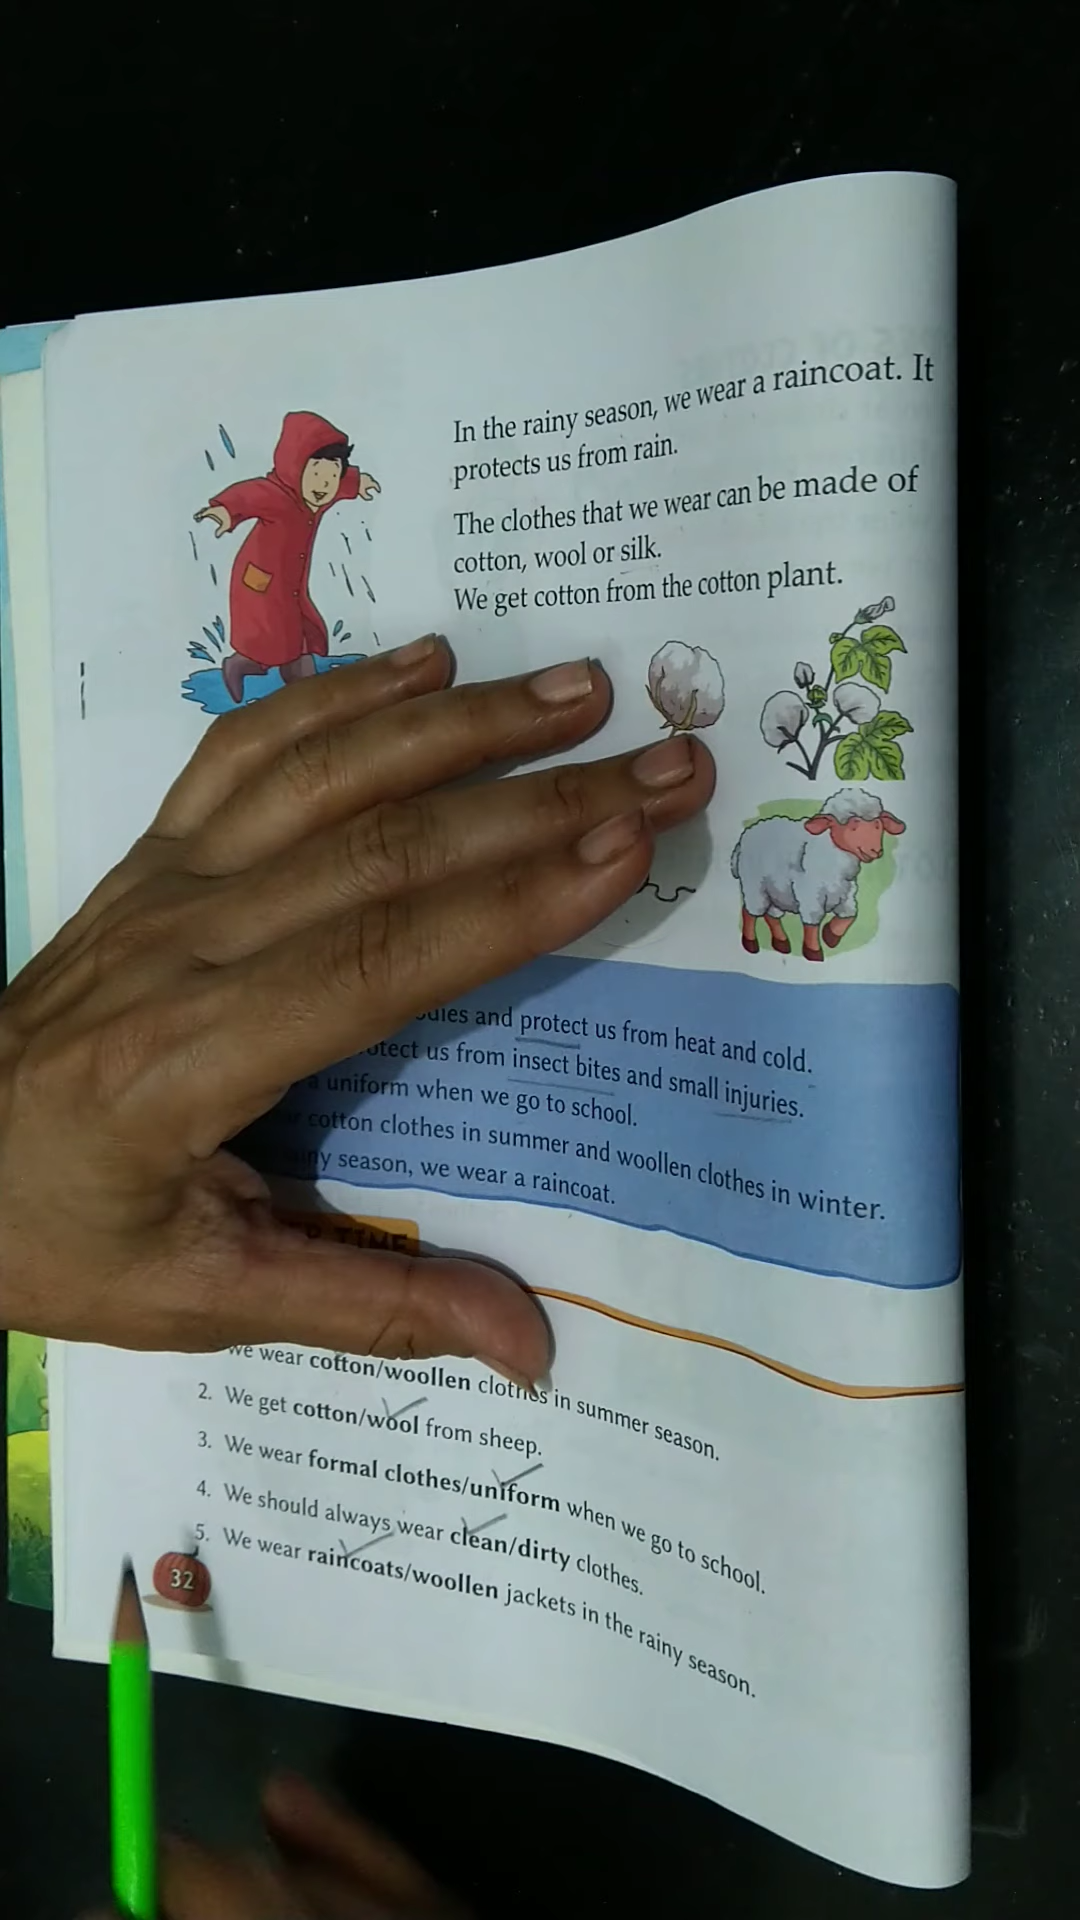 In the rainy season, we wear a raincoat. It
protects us from rain.
The clothes that we wear can be made of
cotton, wool or silk.
We get cotton from the cotton plant.
and protect us from heat and cold.
us from insect bites and small injuries.
a uniform when we go to school.
cotton clothes in summer and woollen clothes in winter.
season, we wear a raincoat.
TIME
We wear cotton/woollen clothes in summer season.
2. We get cotton/wool from sheep.
3. We wear formal clothes/uniform when we go to school.
4. We should always wear clean/dirty clothes.
5. We wear raincoats/woollen jackets in the rainy season.
32